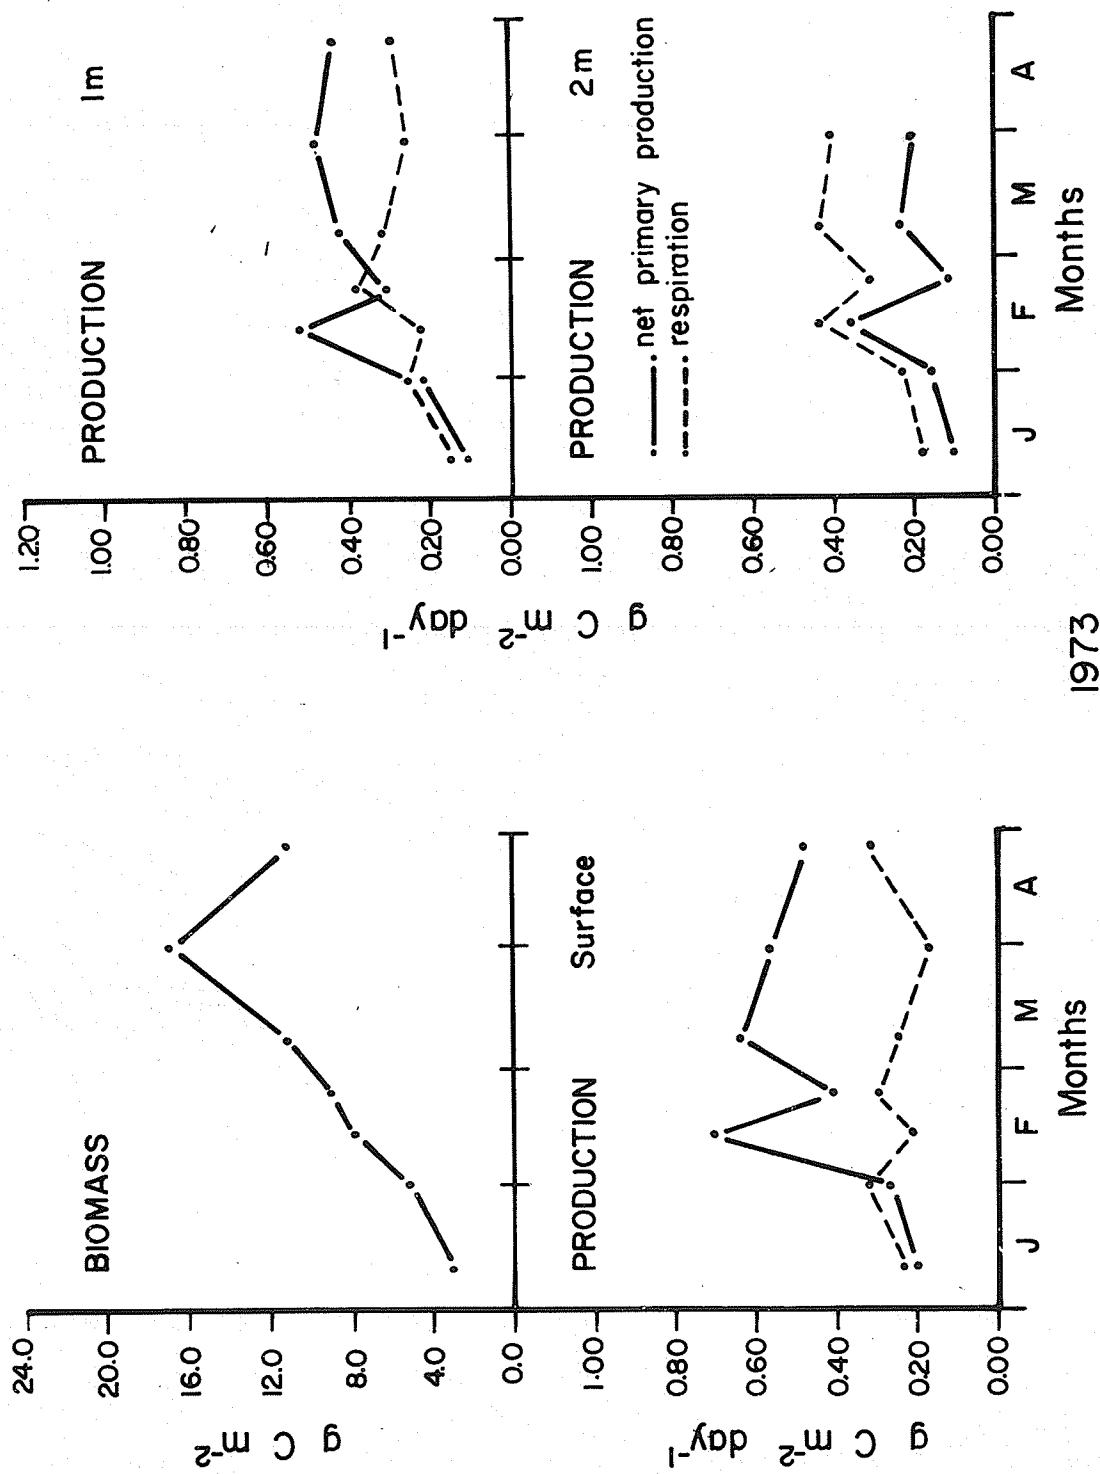 BIOMASS
24.0
20.0
16.0
12.0
8.0
4.0
0.0
g C m⁻²
PRODUCTION 1m
1.20
1.00
0.80
0.60
0.40
0.20
0.00
g C m⁻² day⁻¹
PRODUCTION Surface
1.00
0.80
0.60
0.40
0.20
0.00
g C m⁻² day⁻¹
J F M A
Months
PRODUCTION 2m
net primary production
respiration
1.00
0.80
0.60
0.40
0.20
0.00
J F M A
Months
1973